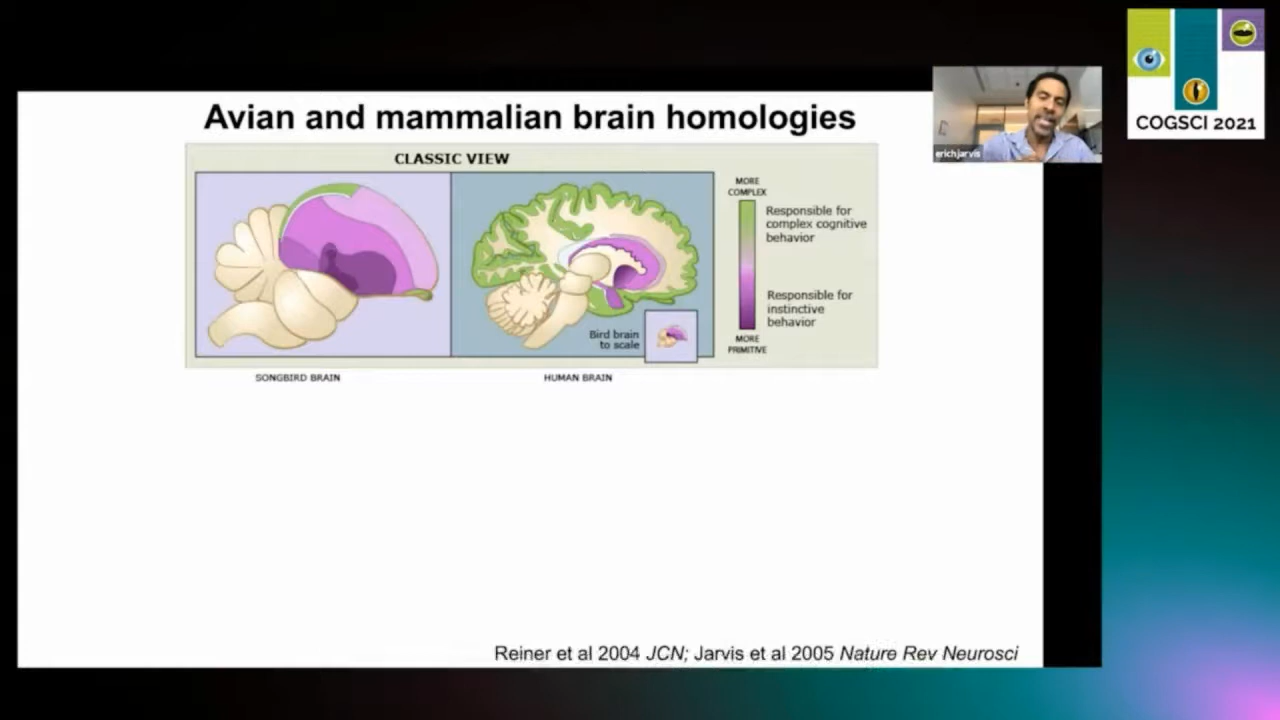 Avian and mammalian brain homologies
CLASSIC VIEW
MORE
COMPLEX
Responsible for
complex cognitive
behavior
Responsible for
instinctive
behavior
MORE
PRIMITIVE
Bird brain
to scale
SONGBIRD BRAIN
HUMAN BRAIN
Reiner et al 2004 JCN; Jarvis et al 2005 Nature Rev Neurosci
erichjarvis
COGSCI 2021